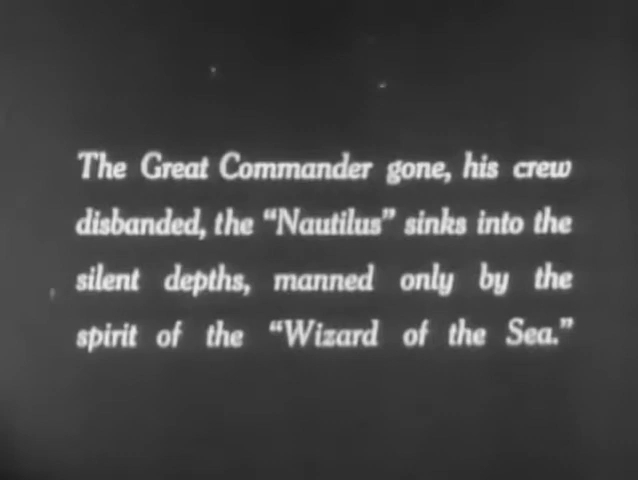 The Great Commander gone, his crew
disbanded, the “Nautilus” sinks into the
silent depths, manned only by the
spirit of the “Wizard of the Sea.”